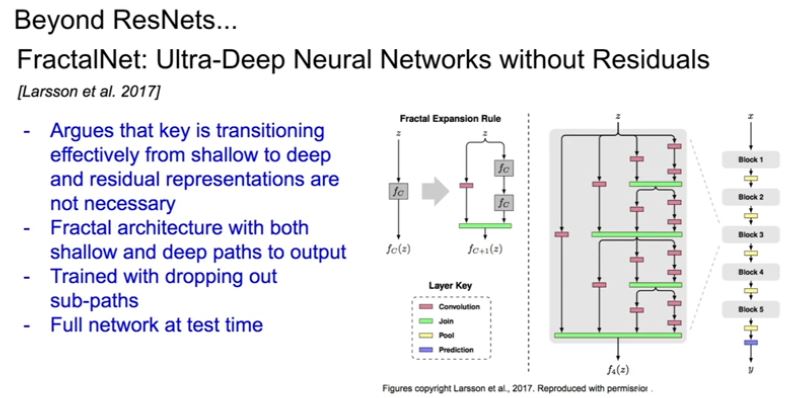 Beyond ResNets...
FractalNet: Ultra-Deep Neural Networks without Residuals
[Larsson et al. 2017]
- Argues that key is transitioning
effectively from shallow to deep
and residual representations are
not necessary
- Fractal architecture with both
shallow and deep paths to output
- Trained with dropping out
sub-paths
- Full network at test time
Fractal Expansion Rule
z
z
f_C
f_C
f_C
f_C(z)
f_{C+1}(z)
Layer Key
Convolution
Join
Pool
Prediction
z
f_4(z)
x
Block 1
Block 2
Block 3
Block 4
Block 5
y
Figures copyright Larsson et al., 2017. Reproduced with permission.